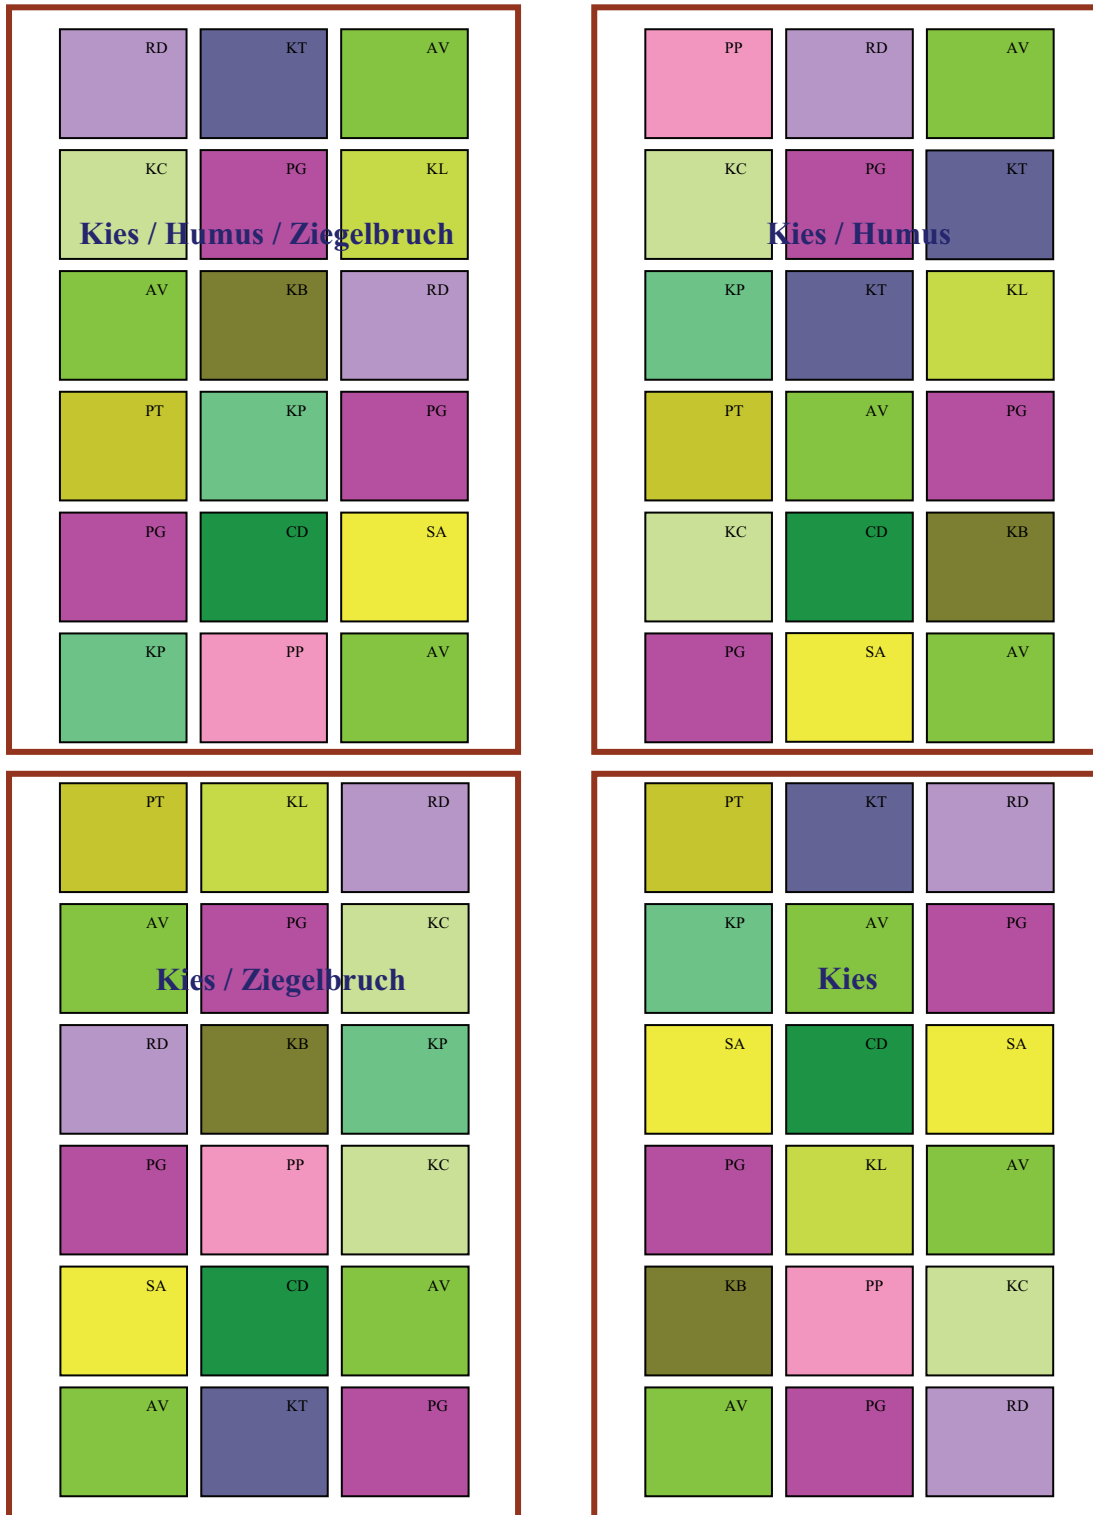 RD KT AV
KC PG KL
Kies / Humus / Ziegelbruch
AV KB RD
PT KP PG
PG CD SA
KP PP AV
PP RD AV
KC PG KT
Kies / Humus
KP KT KL
PT AV PG
KC CD KB
PG SA AV
PT KL RD
AV PG KC
Kies / Ziegelbruch
RD KB KP
PG PP KC
SA CD AV
AV KT PG
PT KT RD
KP AV PG
Kies
SA CD SA
PG KL AV
KB PP KC
AV PG RD